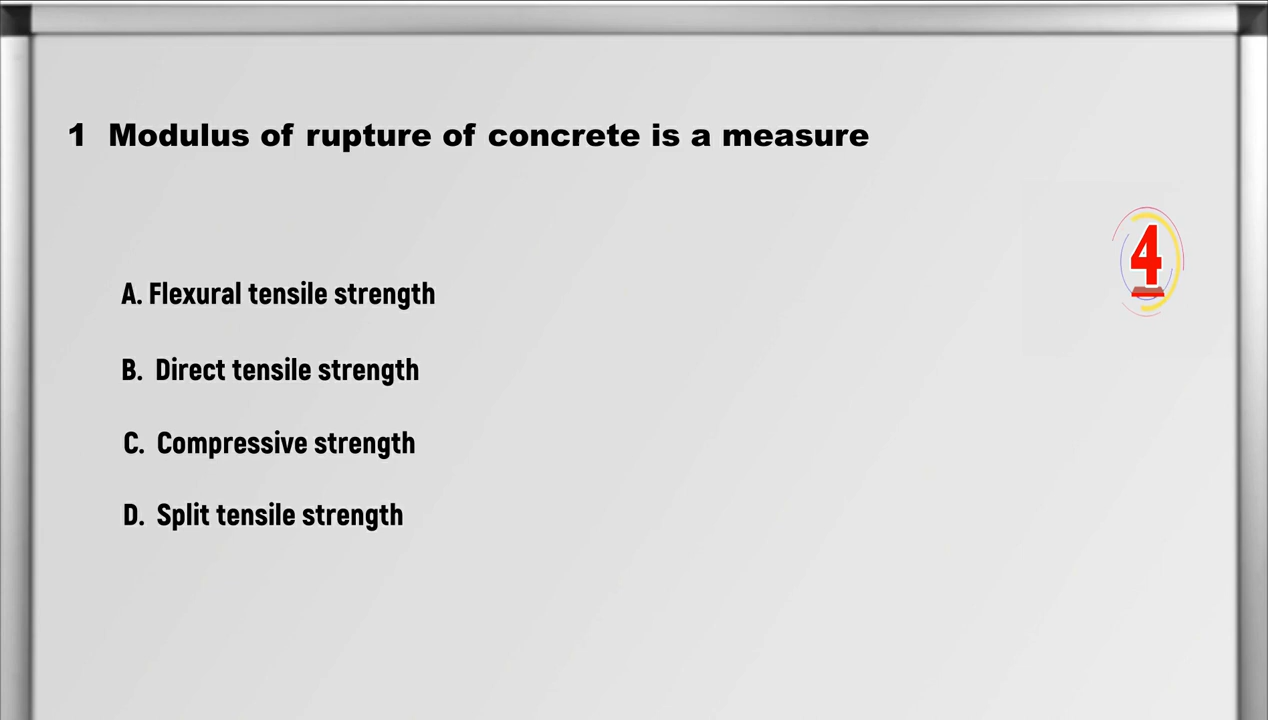 1 Modulus of rupture of concrete is a measure
4
A. Flexural tensile strength
B. Direct tensile strength
C. Compressive strength
D. Split tensile strength